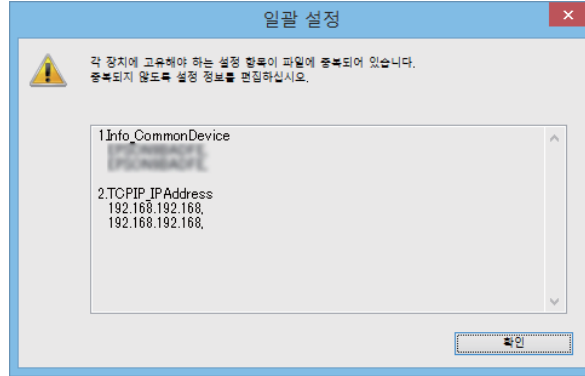 일괄 설정
각 장치에 고유해야 하는 설정 항목이 파일에 중복되어 있습니다.
중복되지 않도록 설정 정보를 편집하십시오.
1.Info_CommonDevice
2.TCPIP_IPAddress
192.168.192.168,
192.168.192.168,
확인